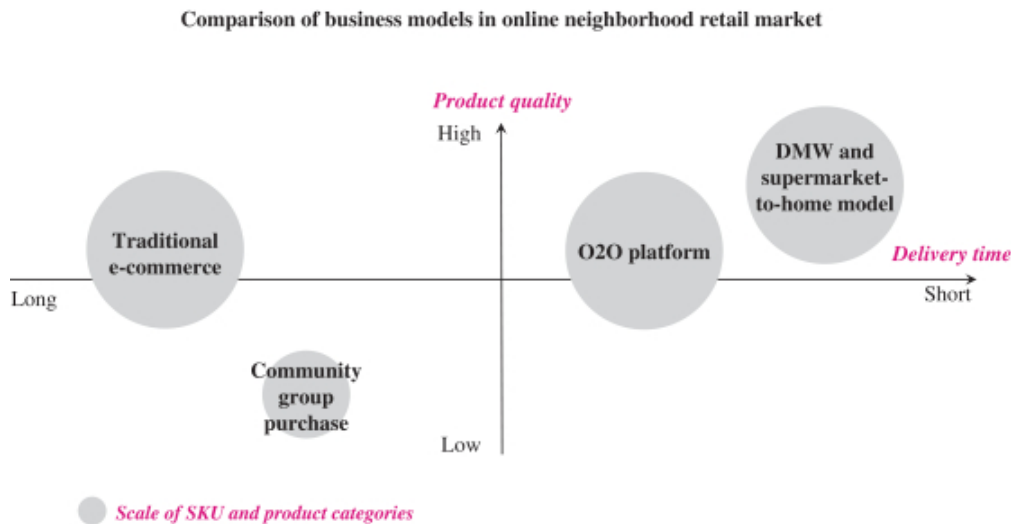 Comparison of business models in online neighborhood retail market
Product quality
High
DMW and
supermarket-
to-home model
Traditional
e-commerce
O2O platform
Delivery time
Long
Short
Community
group
purchase
Low
Scale of SKU and product categories